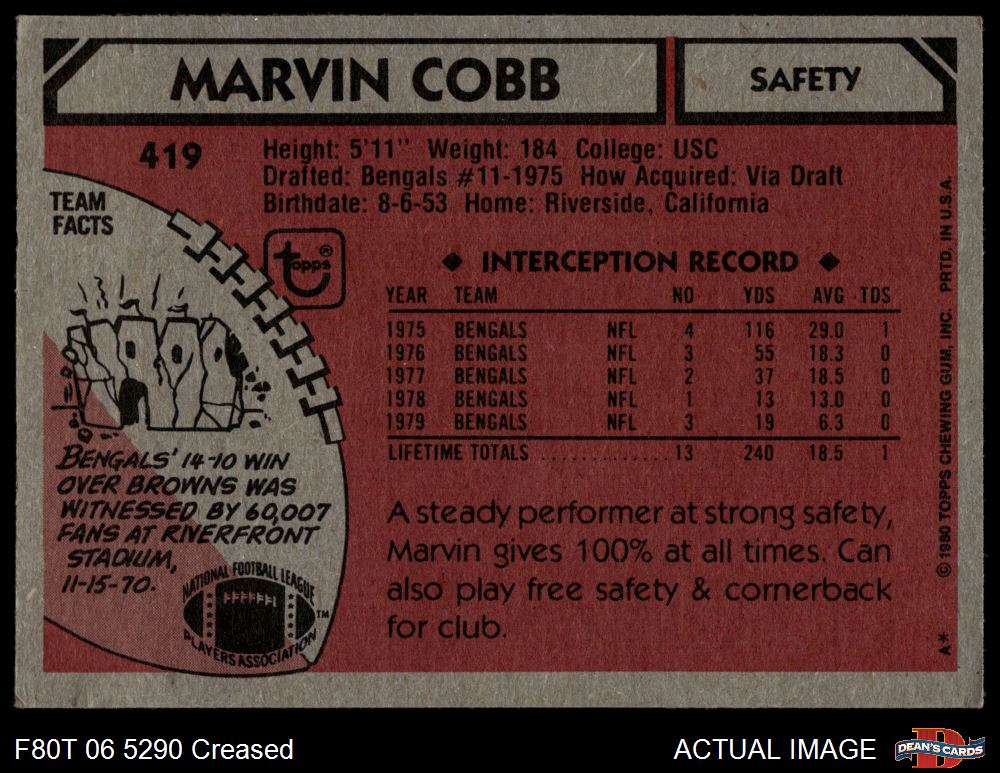 MARVIN COBB
SAFETY
419
Height: 5'11" Weight: 184 College: USC
Drafted: Bengals #11-1975 How Acquired: Via Draft
Birthdate: 8-6-53 Home: Riverside, California
TEAM
FACTS
topps®
◆ INTERCEPTION RECORD ◆
YEAR TEAM NO YDS AVG TDS
1975 BENGALS NFL 4 116 29.0 1
1976 BENGALS NFL 3 55 18.3 0
1977 BENGALS NFL 2 37 18.5 0
1978 BENGALS NFL 1 13 13.0 0
1979 BENGALS NFL 3 19 6.3 0
LIFETIME TOTALS ............. 13 240 18.5 1
BENGALS' 14-10 WIN
OVER BROWNS WAS
WITNESSED BY 60,007
FANS AT RIVERFRONT
STADIUM,
11-15-70.
NATIONAL FOOTBALL LEAGUE
PLAYERS ASSOCIATION
TM
A steady performer at strong safety,
Marvin gives 100% at all times. Can
also play free safety & cornerback
for club.
A* © 1980 TOPPS CHEWING GUM, INC. PRTD. IN U.S.A.
F80T 06 5290 Creased
ACTUAL IMAGE
DEAN'S CARDS